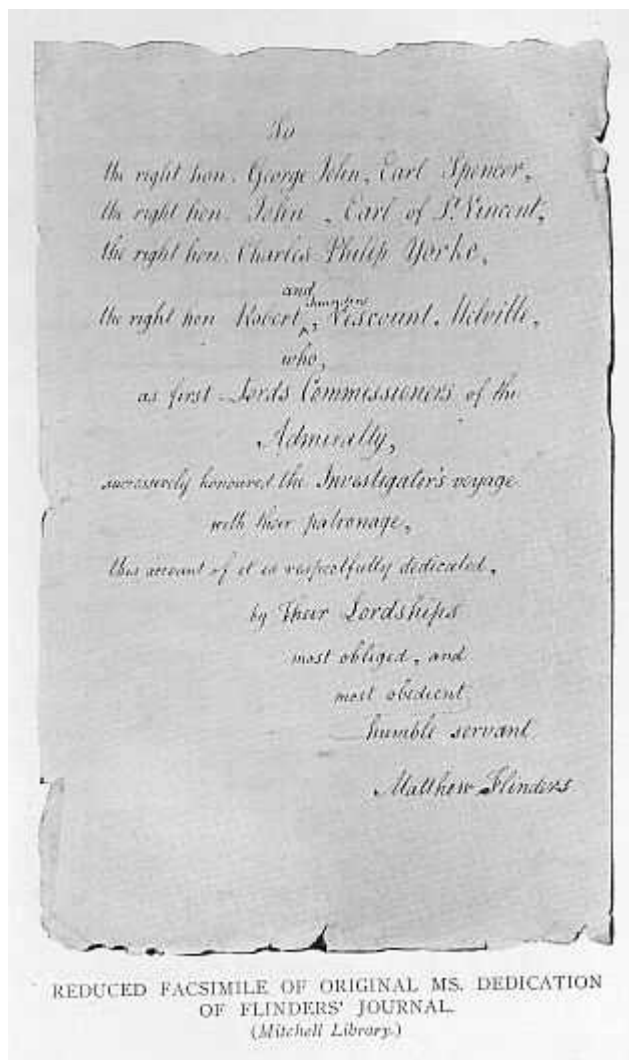 To
the right hon. George John, Earl Spencer,
the right hon. John, Earl of St. Vincent,
the right hon. Charles Philip Yorke,
and
the right hon Robert, Viscount Melville,
who,
as first Lords Commissioners of the
Admiralty,
successively honoured the Investigator's voyage
with their patronage,
this account of it is respectfully dedicated,
by Their Lordships
most obliged, and
most obedient
humble servant
Matthew Flinders
REDUCED FACSIMILE OF ORIGINAL MS. DEDICATION
OF FLINDERS' JOURNAL.
(Mitchell Library.)